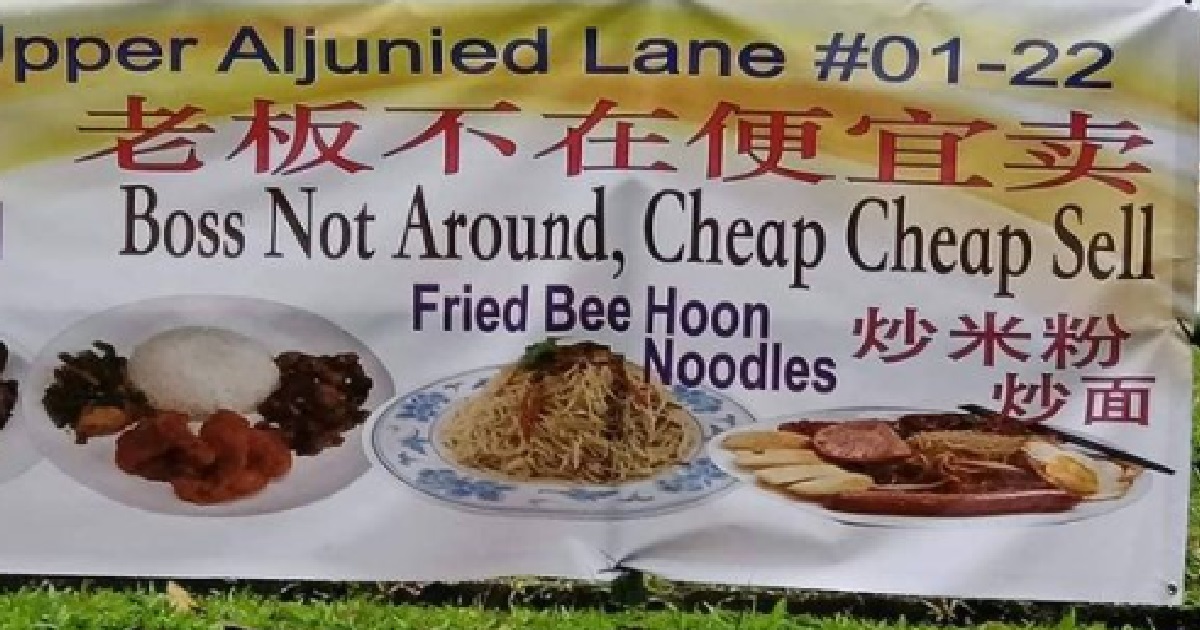 Upper Aljunied Lane #01-22
老板不在便宜卖
Boss Not Around, Cheap Cheap Sell
Fried Bee Hoon
Noodles
炒米粉
炒面